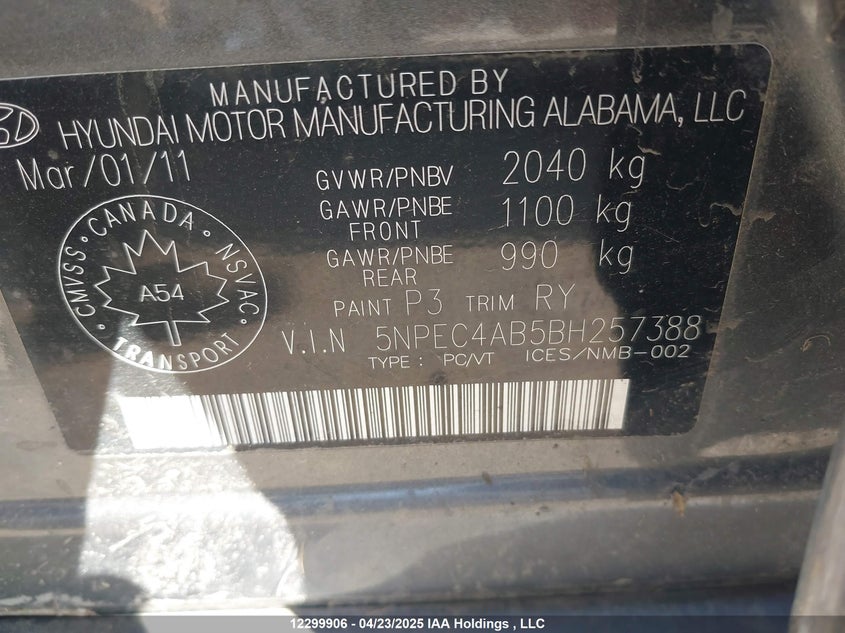 MANUFACTURED BY
HYUNDAI MOTOR MANUFACTURING ALABAMA, LLC
Mar/01/11
GVWR/PNBV 2040 kg
GAWR/PNBE FRONT 1100 kg
GAWR/PNBE REAR 990 kg
PAINT P3 TRIM RY
V.I.N 5NPEC4AB5BH257388
TYPE: PC/VT ICES/NMB-002
CMVSS • CANADA • NSVAC •
A54
TRANSPORT
12299906 - 04/23/2025 IAA Holdings , LLC